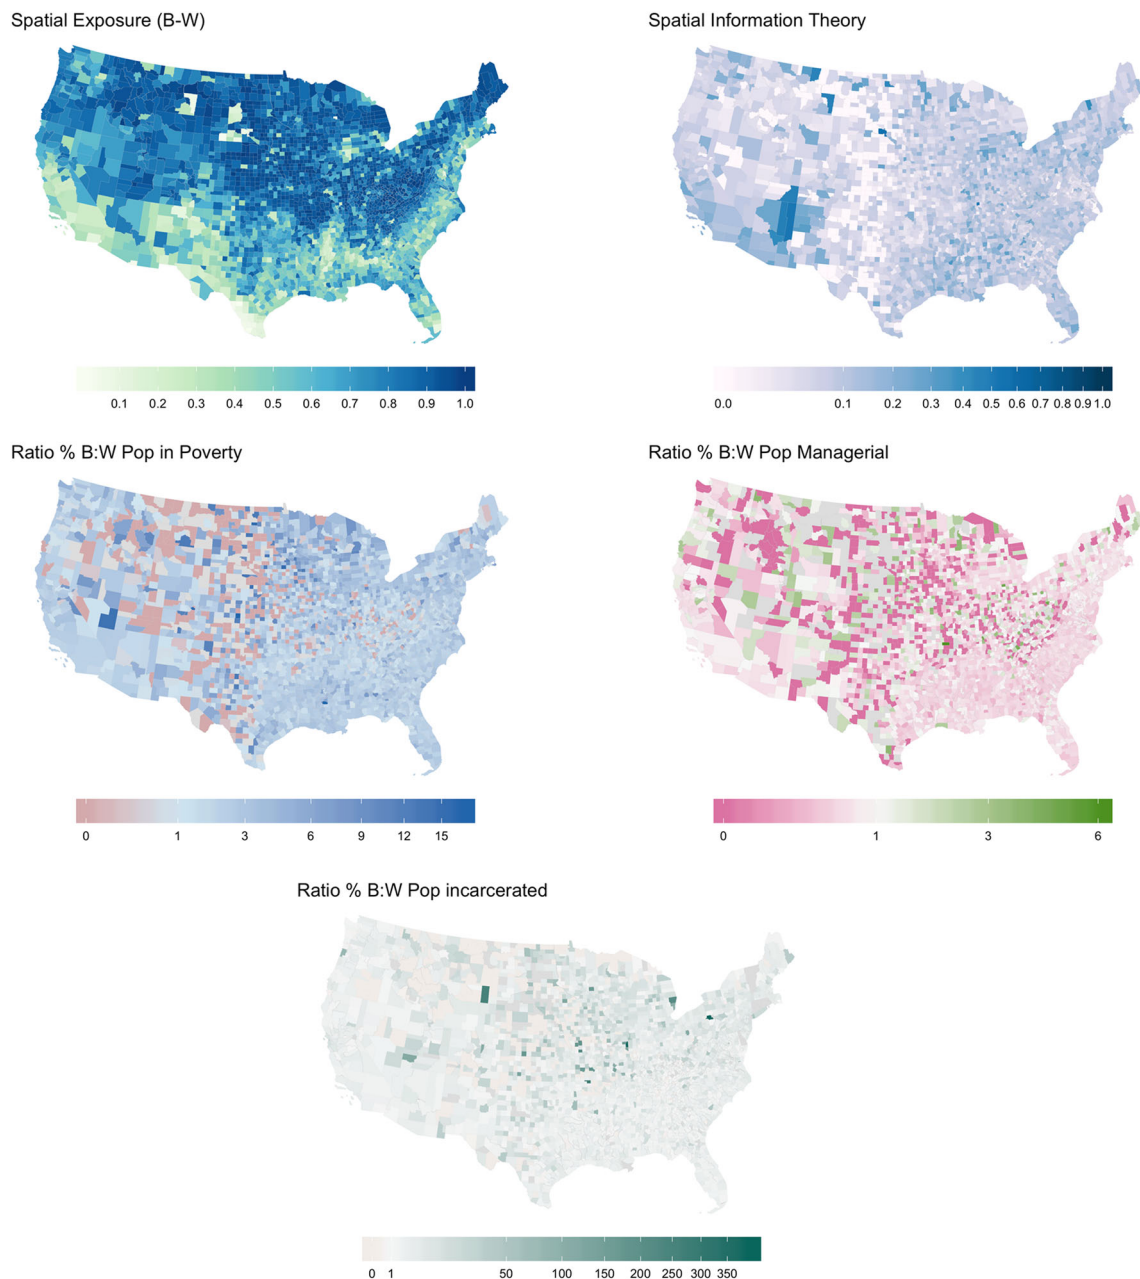 Spatial Exposure (B-W)
Spatial Information Theory
0.1 0.2 0.3 0.4 0.5 0.6 0.7 0.8 0.9 1.0
0.0 0.1 0.2 0.3 0.4 0.5 0.6 0.7 0.8 0.9 1.0
Ratio % B:W Pop in Poverty
Ratio % B:W Pop Managerial
0 1 3 6 9 12 15
0 1 3 6
Ratio % B:W Pop incarcerated
0 1 50 100 150 200 250 300 350